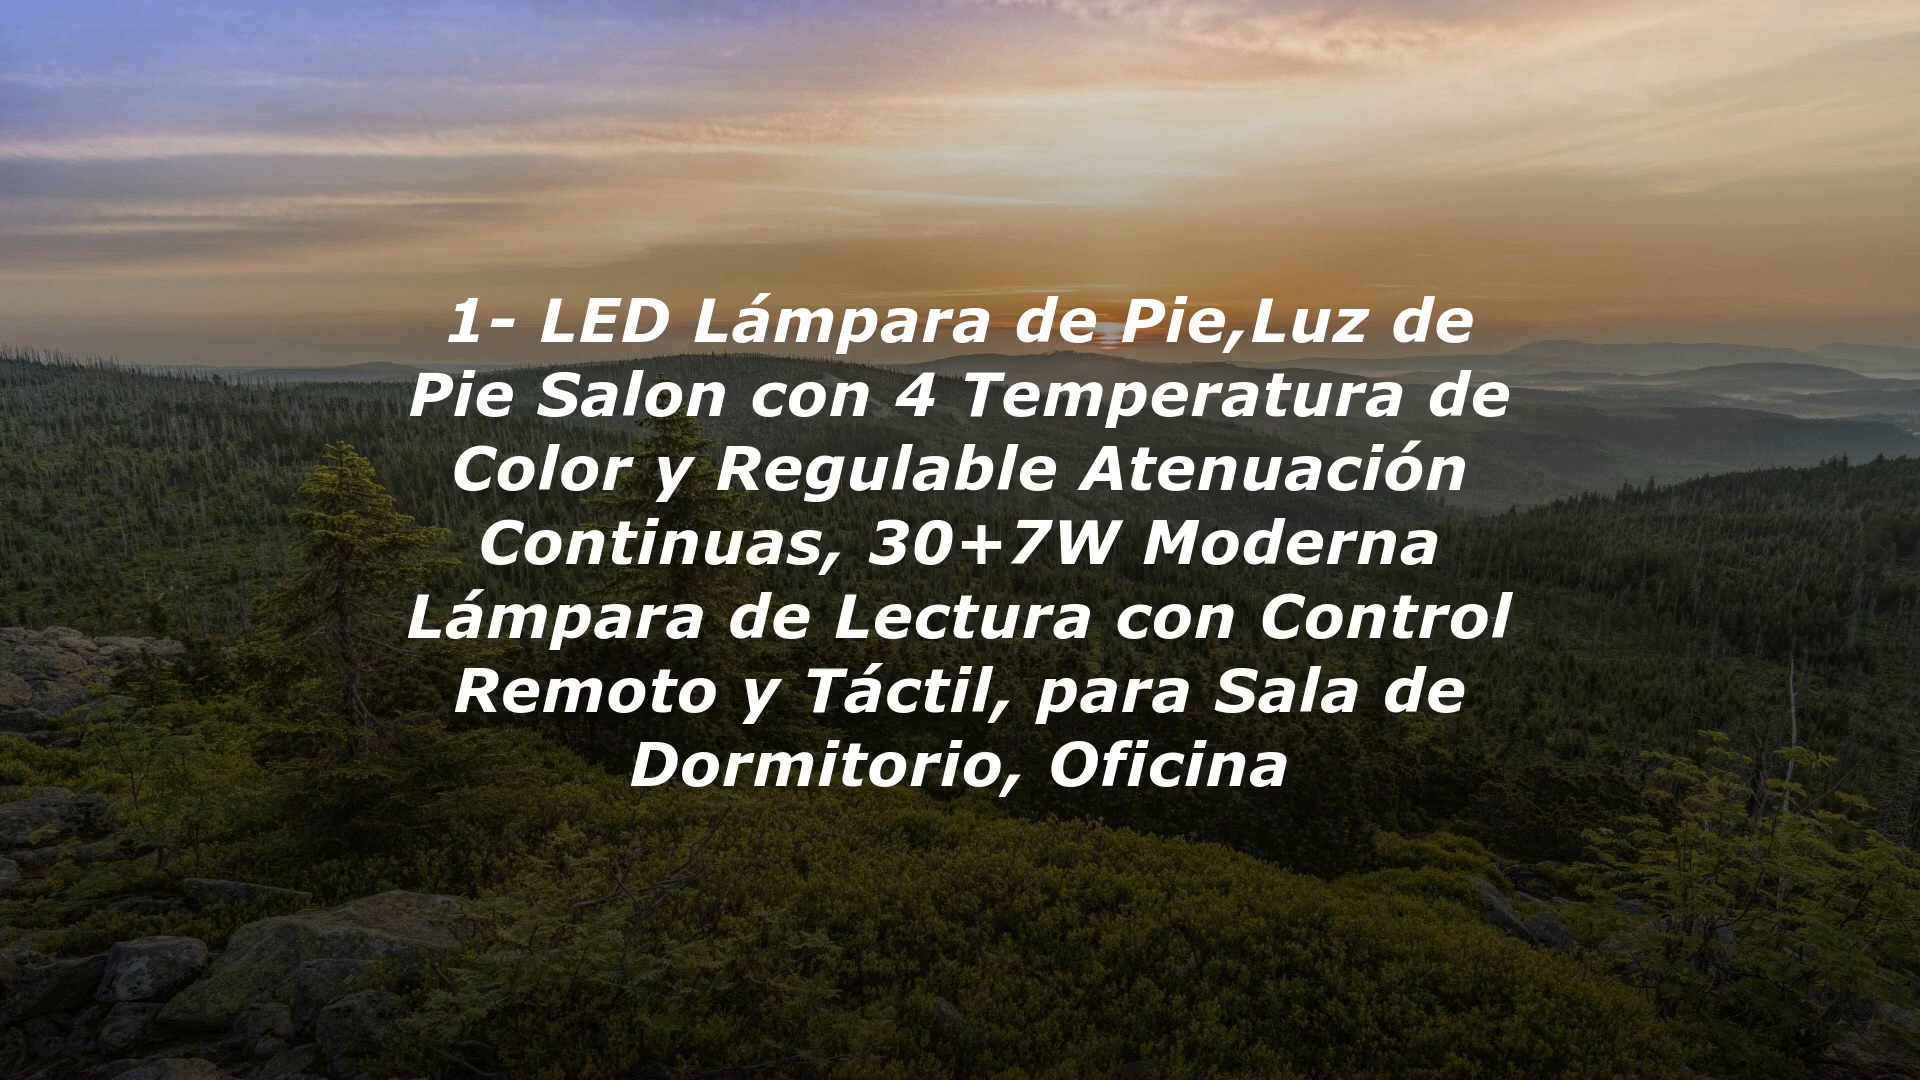 1- LED Lámpara de Pie,Luz de
Pie Salon con 4 Temperatura de
Color y Regulable Atenuación
Continuas, 30+7W Moderna
Lámpara de Lectura con Control
Remoto y Táctil, para Sala de
Dormitorio, Oficina